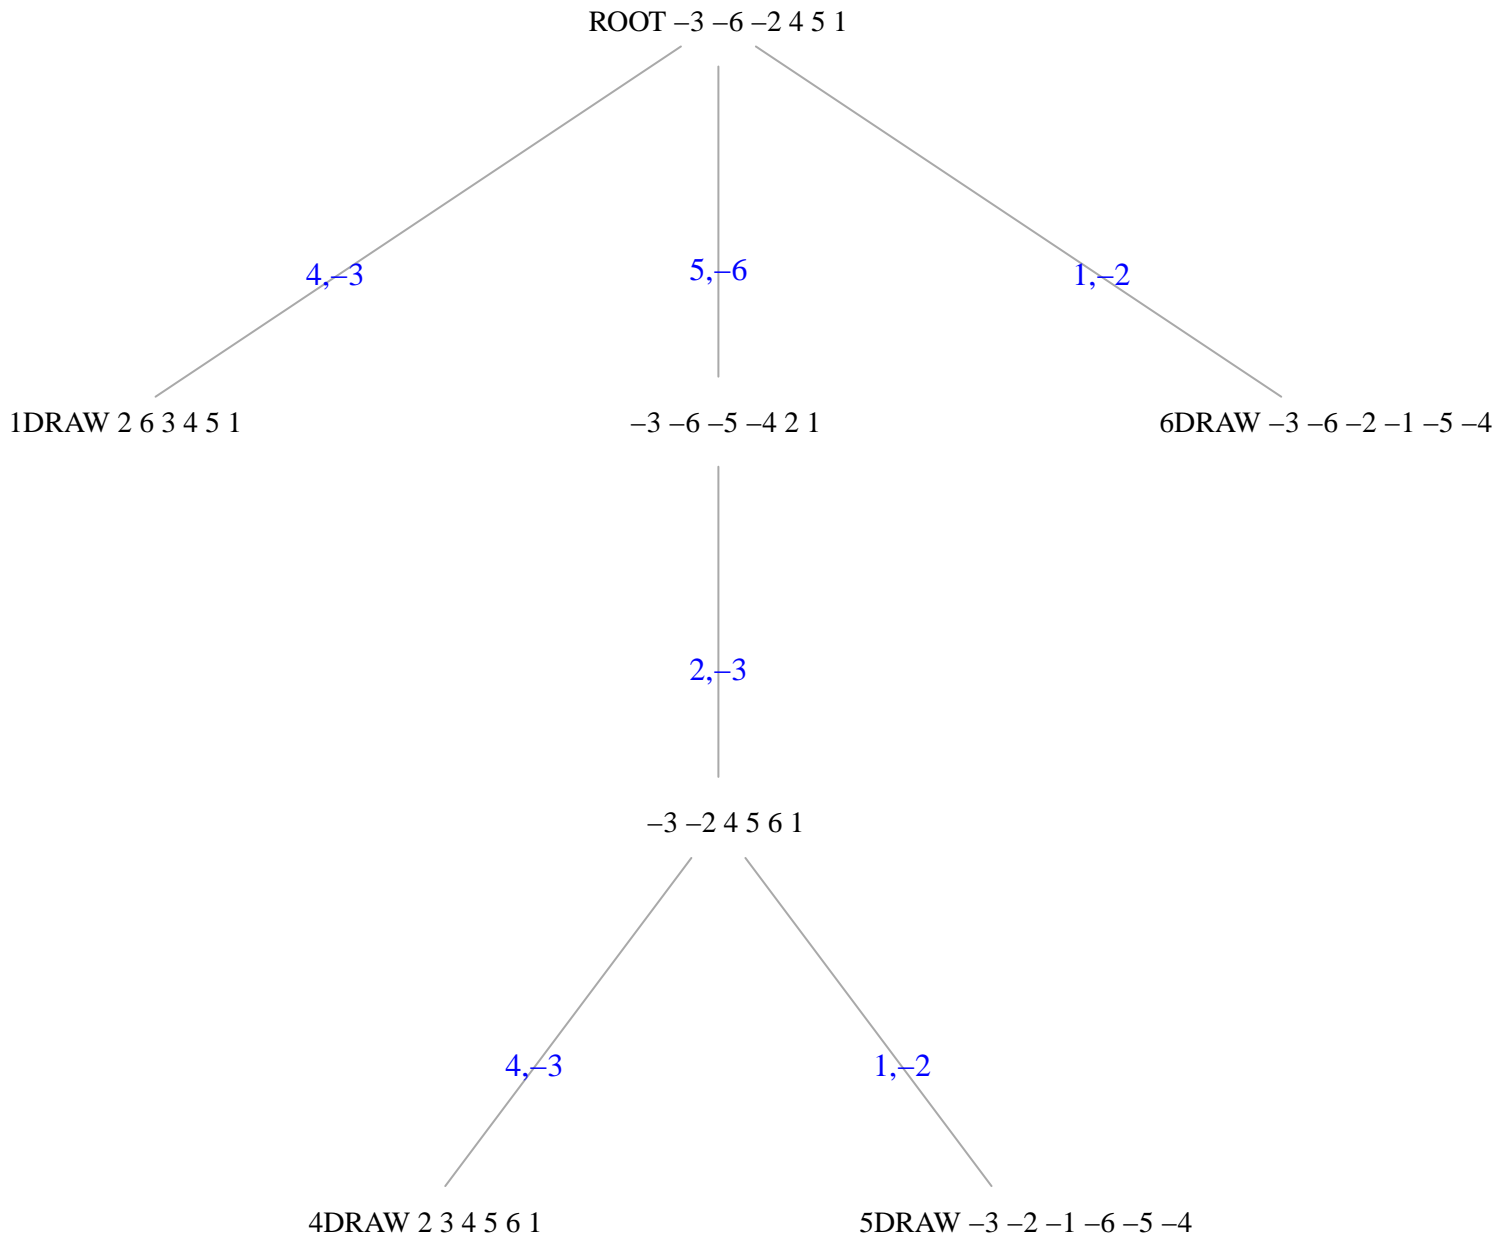 ROOT –3 –6 –2 4 5 1
4,–3
5,–6
1,–2
1DRAW 2 6 3 4 5 1
–3 –6 –5 –4 2 1
6DRAW –3 –6 –2 –1 –5 –4
2,–3
–3 –2 4 5 6 1
4,–3
1,–2
4DRAW 2 3 4 5 6 1
5DRAW –3 –2 –1 –6 –5 –4